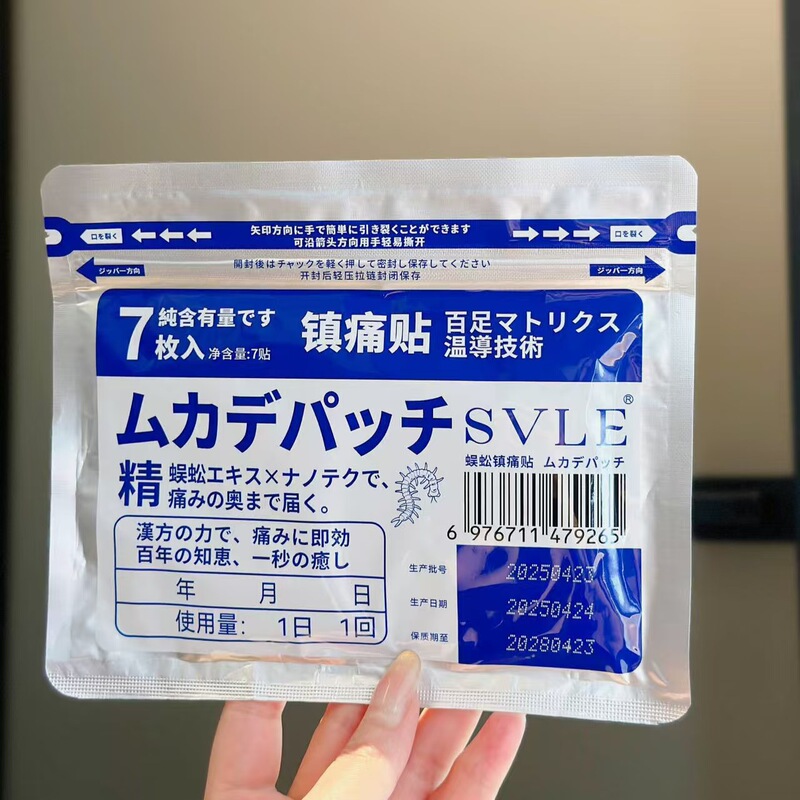 矢印方向に手で簡単に引き裂くことができます
口を裂く
口を裂く
可沿箭头方向用手轻易撕开
開封後はチャックを軽く押して密封し保存してください
ジッパー方向
ジッパー方向
开封后轻压拉链封闭保存
7
純含有量です
枚入 净含量:7贴
镇痛贴
百足マトリクス
温導技術
ムカデパッチ
SVLE®
蜈蚣镇痛贴 ムカデパッチ
精
蜈蚣エキス×ナノテクで、
痛みの奥まで届く。
6 976711 479265
漢方の力で、痛みに即効
百年の知恵、一秒の癒し
年 月 日
使用量: 1日 1回
生产批号 20250423
生产日期 20250424
保质期至 20280423